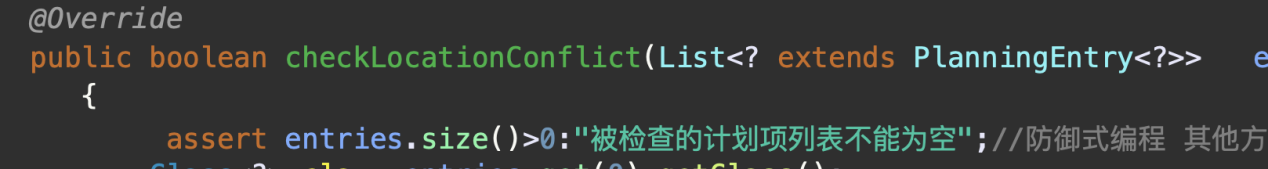 @Override
public boolean checkLocationConflict(List<? extends PlanningEntry<?>> e
{
assert entries.size()>0:"被检查的计划项列表不能为空";//防御式编程 其他方